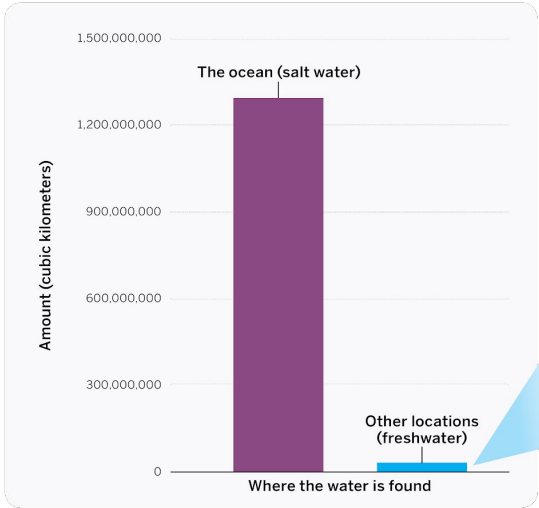 1,500,000,000
The ocean (salt water)
1,200,000,000
900,000,000
Amount (cubic kilometers)
600,000,000
300,000,000
Other locations
(freshwater)
0
Where the water is found